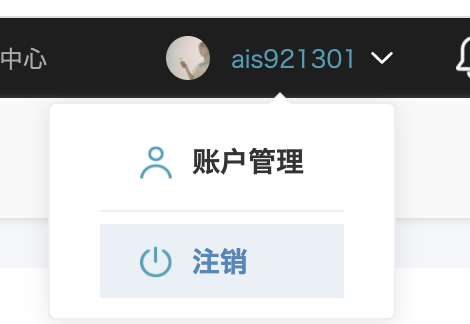 中心
ais921301
账户管理
注销